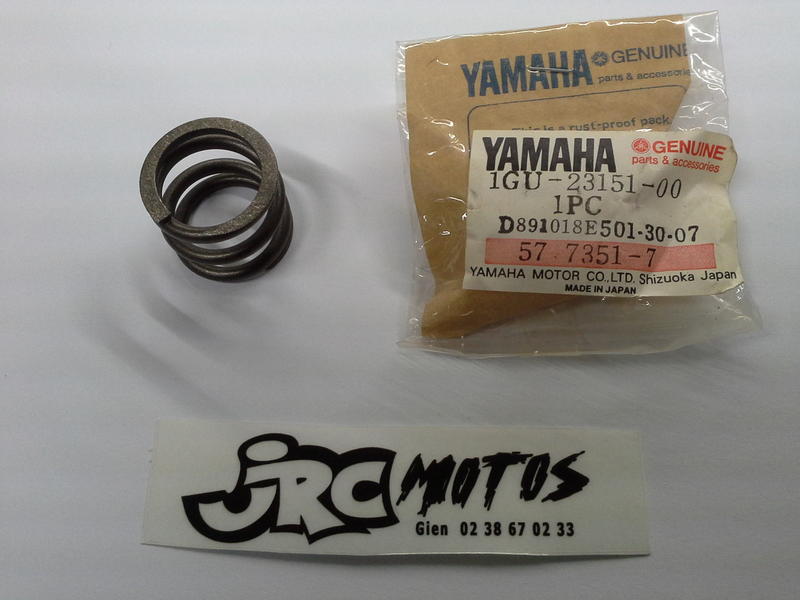 YAMAHA GENUINE
parts & accessories
This is a rust-proof pack.
YAMAHA GENUINE
parts & accessories
1GU-23151-00
1PC
D891018E501-30-07
57.7351-7
YAMAHA MOTOR CO.,LTD. Shizuoka Japan
MADE IN JAPAN
JRC MOTOS
Gien 02 38 67 02 33